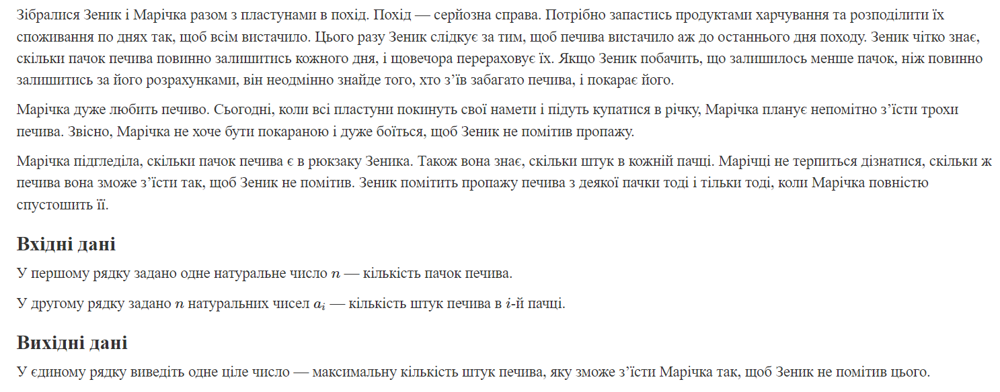 Зібралися Зеник і Марічка разом з пластунами в похід. Похід — серйозна справа. Потрібно запастись продуктами харчування та розподілити їх
споживання по днях так, щоб всім вистачило. Цього разу Зеник слідкує за тим, щоб печива вистачило аж до останнього дня походу. Зеник чітко знає,
скільки пачок печива повинно залишитись кожного дня, і щовечора перераховує їх. Якщо Зеник побачить, що залишилось менше пачок, ніж повинно
залишитись за його розрахунками, він неодмінно знайде того, хто з’їв забагато печива, і покарає його.
Марічка дуже любить печиво. Сьогодні, коли всі пластуни покинуть свої намети і підуть купатися в річку, Марічка планує непомітно з’їсти трохи
печива. Звісно, Марічка не хоче бути покараною і дуже боїться, щоб Зеник не помітив пропажу.
Марічка підгледіла, скільки пачок печива є в рюкзаку Зеника. Також вона знає, скільки штук в кожній пачці. Марічці не терпиться дізнатися, скільки ж
печива вона зможе з’їсти так, щоб Зеник не помітив. Зеник помітить пропажу печива з деякої пачки тоді і тільки тоді, коли Марічка повністю
спустошить її.
Вхідні дані
У першому рядку задано одне натуральне число n — кількість пачок печива.
У другому рядку задано n натуральних чисел aᵢ — кількість штук печива в i-й пачці.
Вихідні дані
У єдиному рядку виведіть одне ціле число — максимальну кількість штук печива, яку зможе з’їсти Марічка так, щоб Зеник не помітив цього.